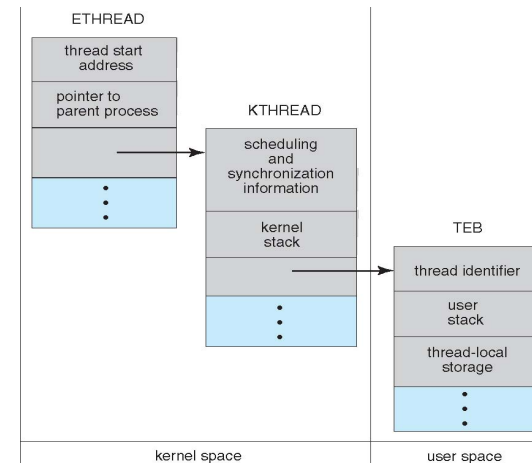 ETHREAD
thread start
address
pointer to
parent process
KTHREAD
scheduling
and
synchronization
information
kernel
stack
TEB
thread identifier
user
stack
thread-local
storage
kernel space
user space